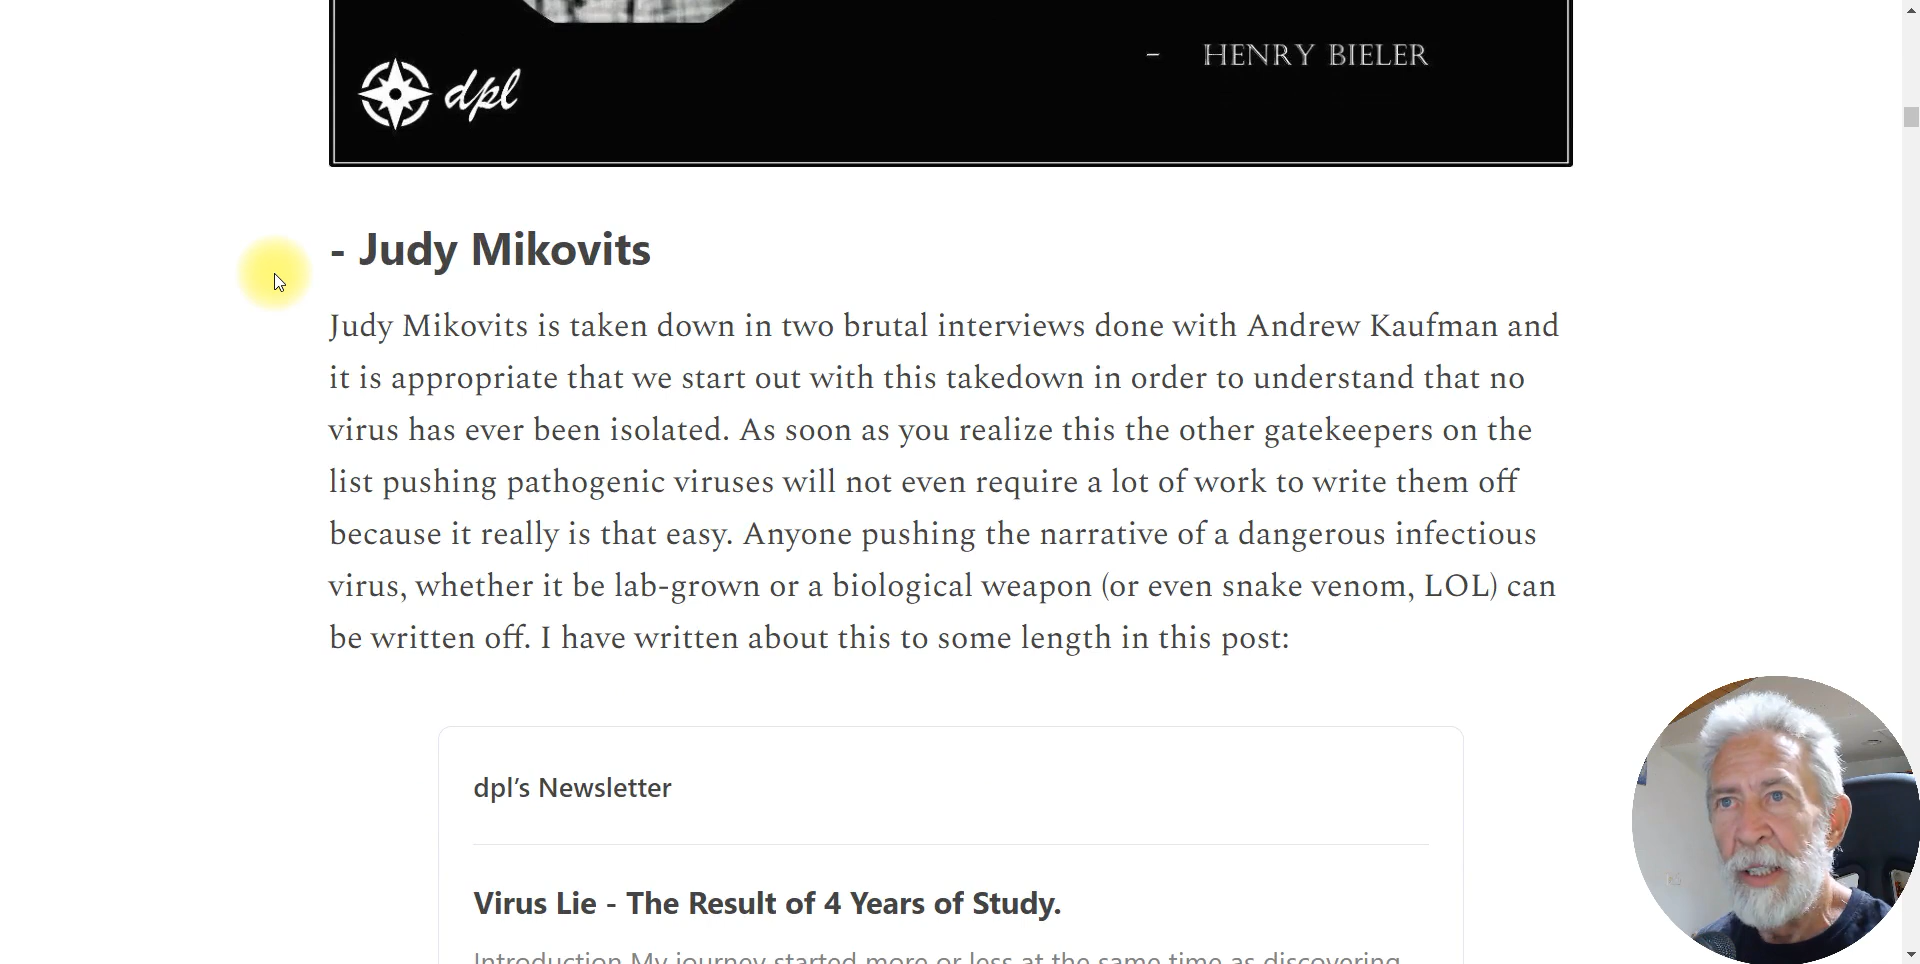 - HENRY BIELER
dpl
- Judy Mikovits
Judy Mikovits is taken down in two brutal interviews done with Andrew Kaufman and
it is appropriate that we start out with this takedown in order to understand that no
virus has ever been isolated. As soon as you realize this the other gatekeepers on the
list pushing pathogenic viruses will not even require a lot of work to write them off
because it really is that easy. Anyone pushing the narrative of a dangerous infectious
virus, whether it be lab-grown or a biological weapon (or even snake venom, LOL) can
be written off. I have written about this to some length in this post:
dpl’s Newsletter
Virus Lie - The Result of 4 Years of Study.
Introduction My journey started more or less at the same time as discovering